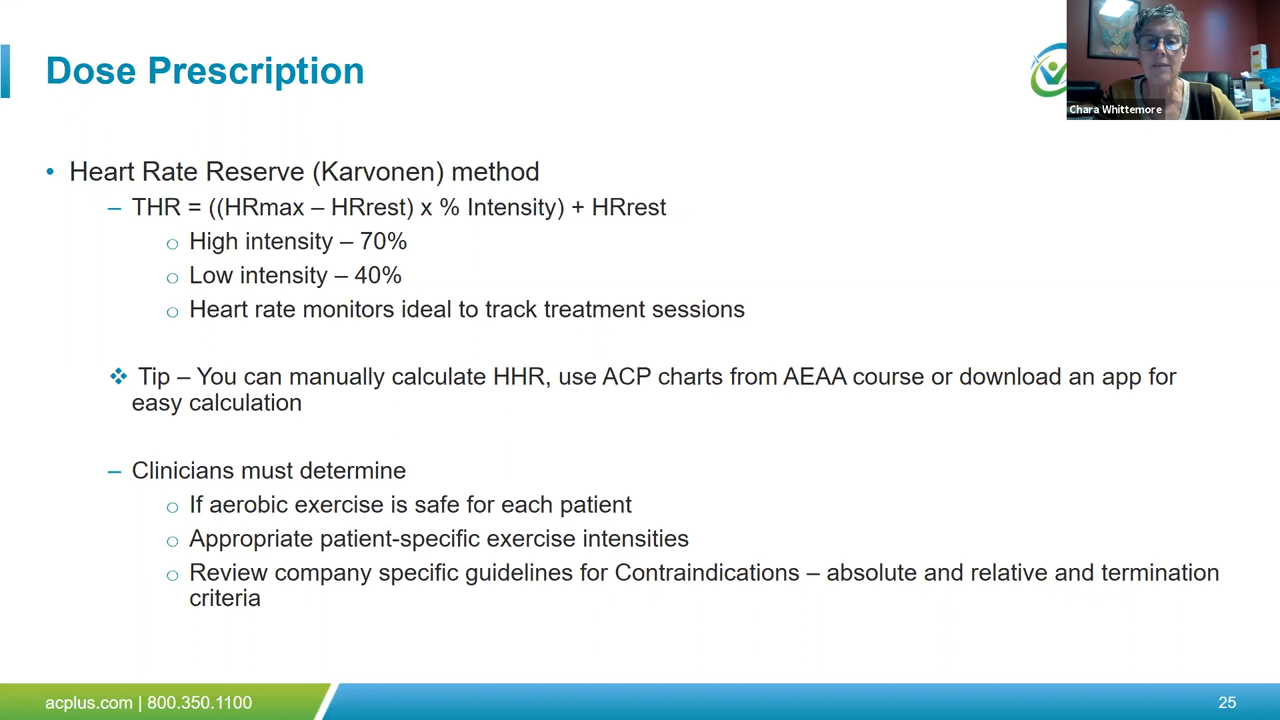 Dose Prescription
Chara Whittemore
• Heart Rate Reserve (Karvonen) method
– THR = ((HRmax – HRrest) x % Intensity) + HRrest
o High intensity – 70%
o Low intensity – 40%
o Heart rate monitors ideal to track treatment sessions
❖ Tip – You can manually calculate HHR, use ACP charts from AEAA course or download an app for
easy calculation
– Clinicians must determine
o If aerobic exercise is safe for each patient
o Appropriate patient-specific exercise intensities
o Review company specific guidelines for Contraindications – absolute and relative and termination
criteria
acplus.com | 800.350.1100
25